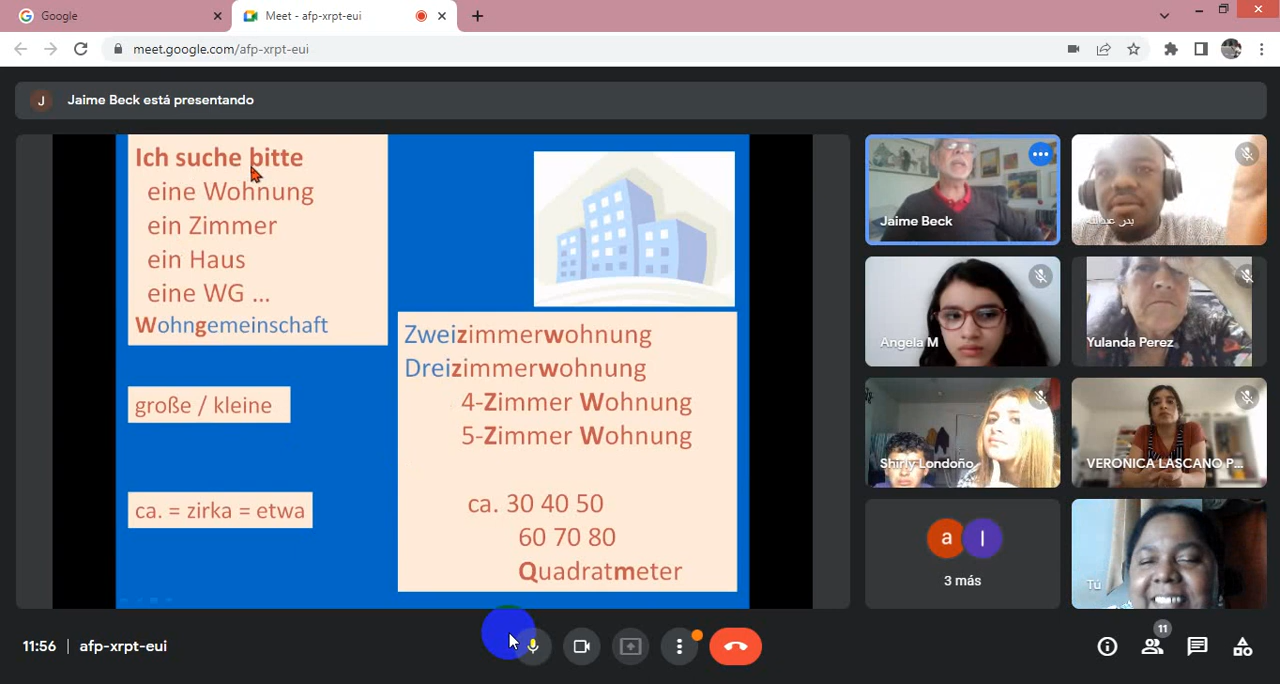 Google
Meet - afp-xrpt-eui
meet.google.com/afp-xrpt-eui
J
Jaime Beck está presentando
Ich suche bitte
eine Wohnung
ein Zimmer
ein Haus
eine WG ...
Wohngemeinschaft
große / kleine
ca. = zirka = etwa
Zweizimmerwohnung
Dreizimmerwohnung
4-Zimmer Wohnung
5-Zimmer Wohnung
ca. 30 40 50
60 70 80
Quadratmeter
Jaime Beck
بدر عبدالله
Angela M
Yulanda Perez
Shirly Londoño
VERONICA LASCANO P...
a l
3 más
Tú
11:56 | afp-xrpt-eui
11